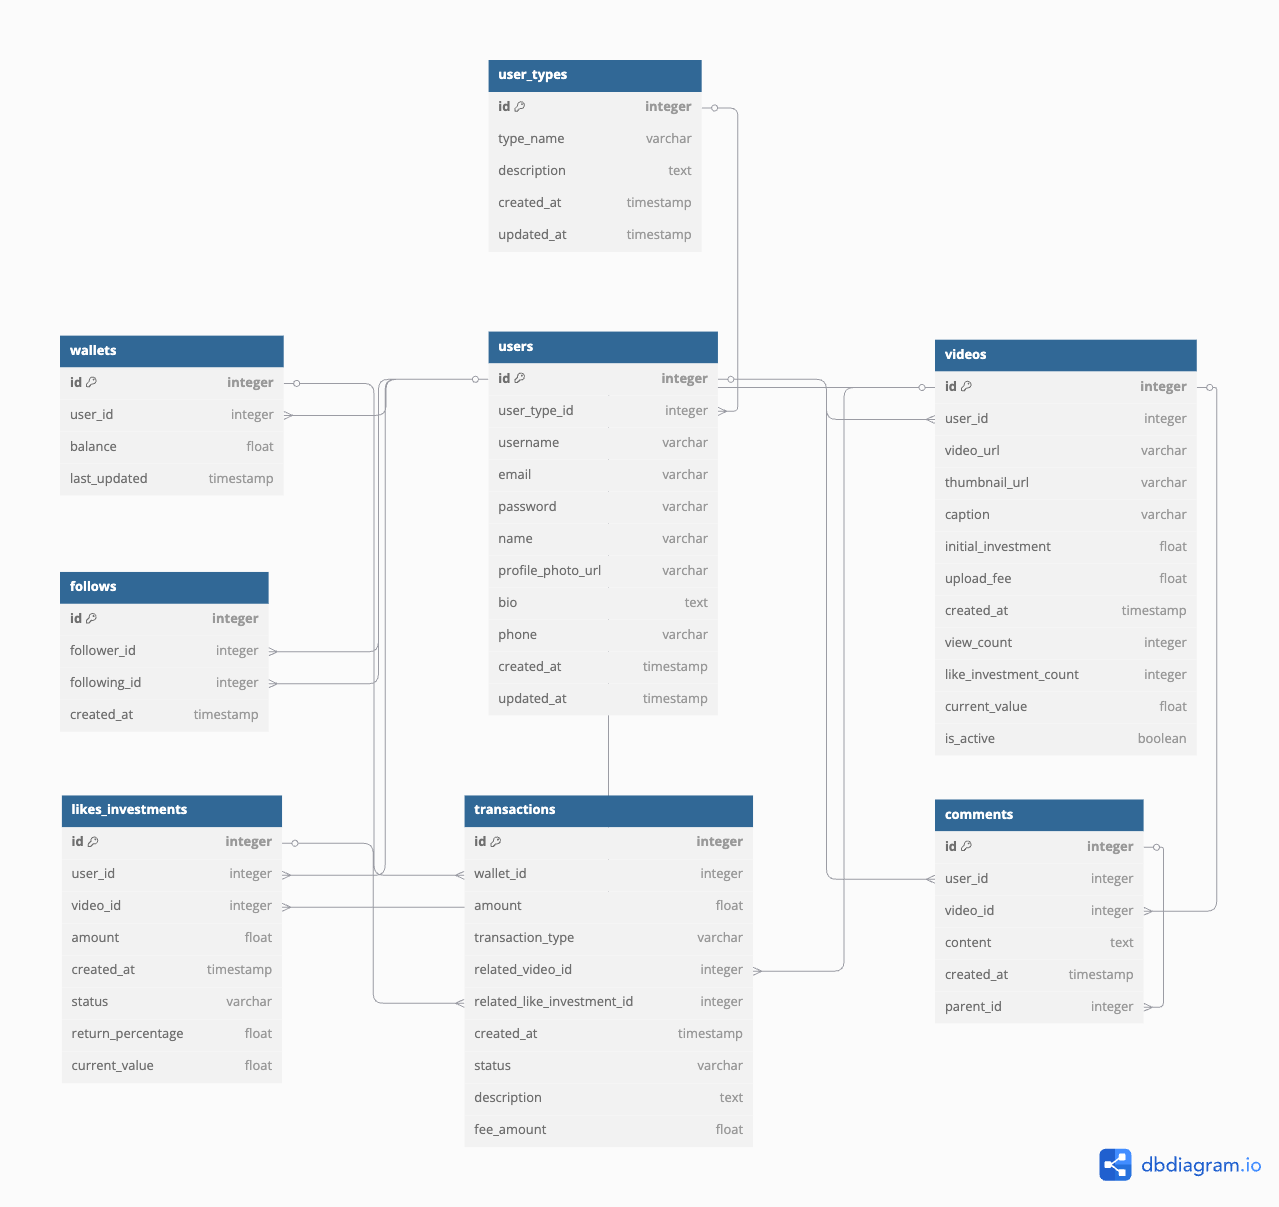 user_types
id integer
type_name varchar
description text
created_at timestamp
updated_at timestamp
wallets
id integer
user_id integer
balance float
last_updated timestamp
users
id integer
user_type_id integer
username varchar
email varchar
password varchar
name varchar
profile_photo_url varchar
bio text
phone varchar
created_at timestamp
updated_at timestamp
videos
id integer
user_id integer
video_url varchar
thumbnail_url varchar
caption varchar
initial_investment float
upload_fee float
created_at timestamp
view_count integer
like_investment_count integer
current_value float
is_active boolean
follows
id integer
follower_id integer
following_id integer
created_at timestamp
likes_investments
id integer
user_id integer
video_id integer
amount float
created_at timestamp
status varchar
return_percentage float
current_value float
transactions
id integer
wallet_id integer
amount float
transaction_type varchar
related_video_id integer
related_like_investment_id integer
created_at timestamp
status varchar
description text
fee_amount float
comments
id integer
user_id integer
video_id integer
content text
created_at timestamp
parent_id integer
dbdiagram.io